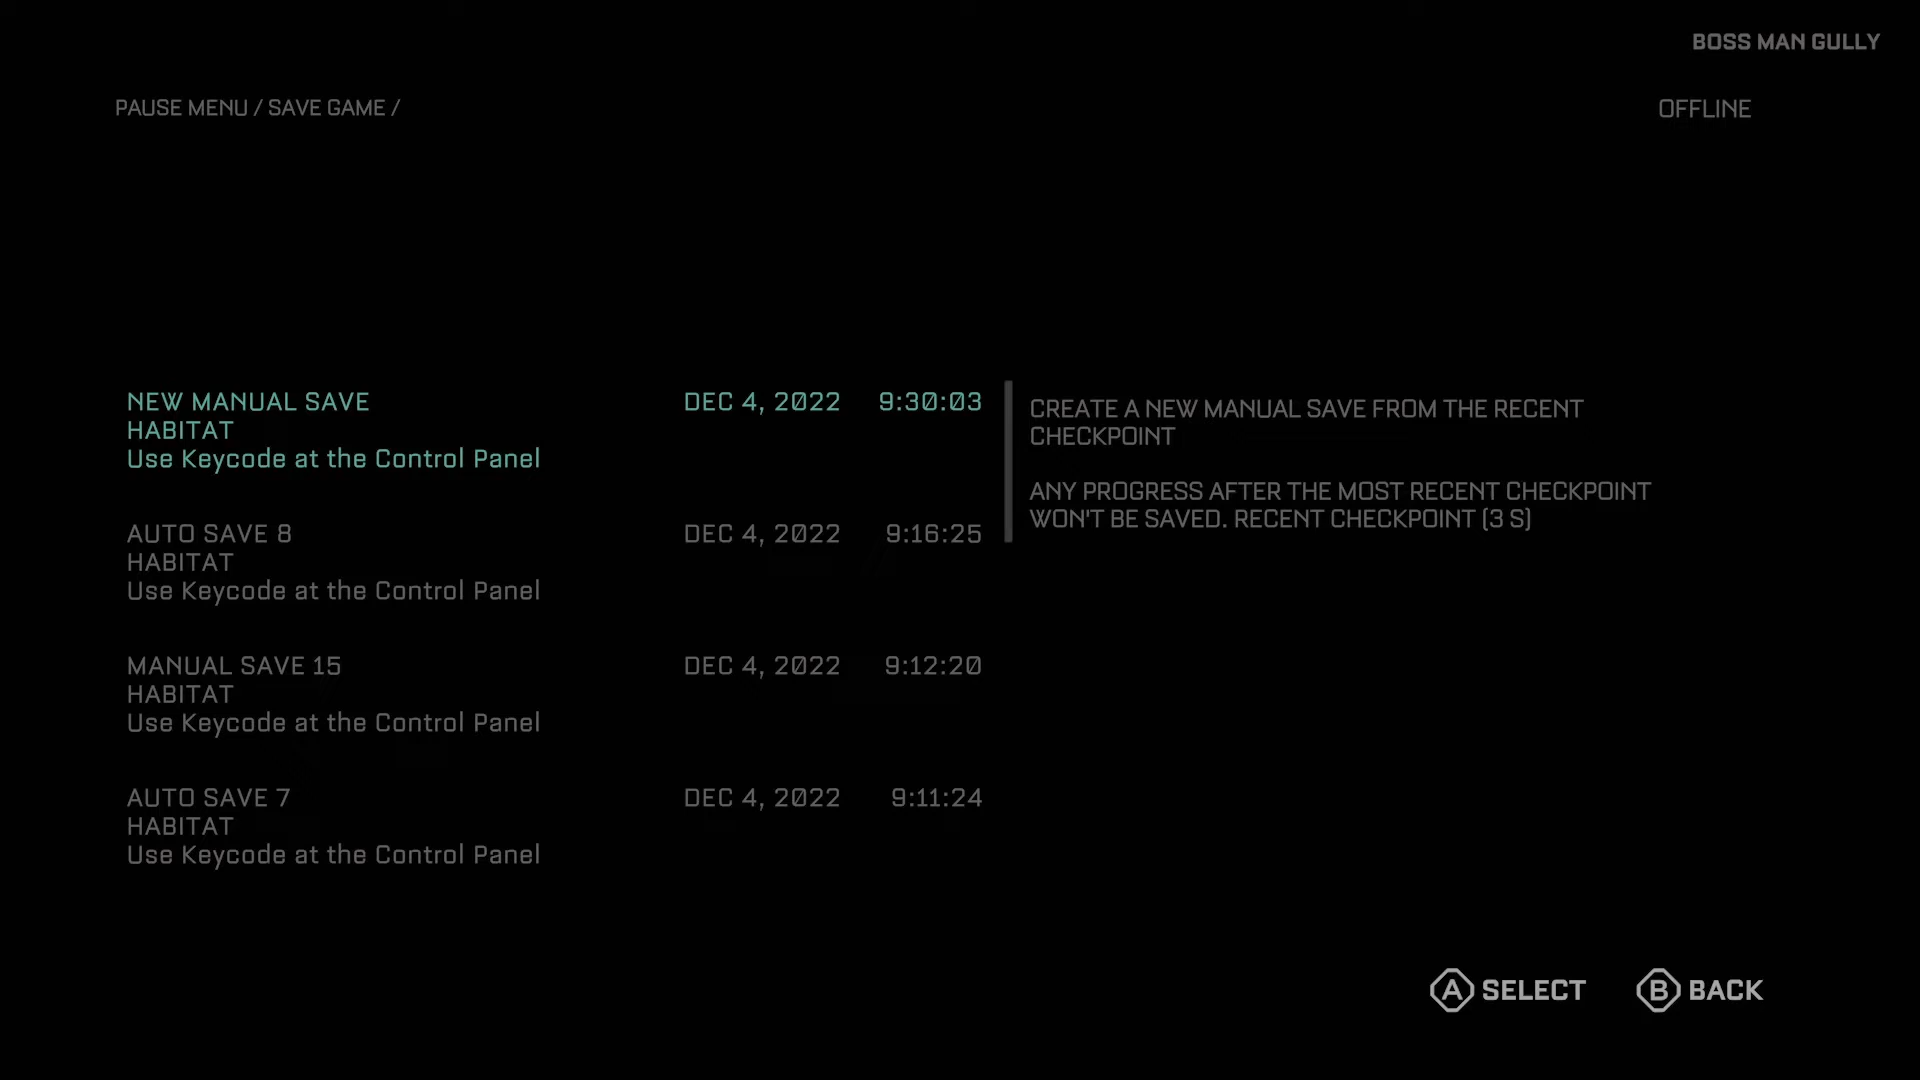 BOSS MAN GULLY
PAUSE MENU / SAVE GAME /
OFFLINE
NEW MANUAL SAVE DEC 4, 2022 9:30:03
HABITAT
Use Keycode at the Control Panel
CREATE A NEW MANUAL SAVE FROM THE RECENT
CHECKPOINT
ANY PROGRESS AFTER THE MOST RECENT CHECKPOINT
WON'T BE SAVED. RECENT CHECKPOINT (3 S)
AUTO SAVE 8 DEC 4, 2022 9:16:25
HABITAT
Use Keycode at the Control Panel
MANUAL SAVE 15 DEC 4, 2022 9:12:20
HABITAT
Use Keycode at the Control Panel
AUTO SAVE 7 DEC 4, 2022 9:11:24
HABITAT
Use Keycode at the Control Panel
A SELECT B BACK